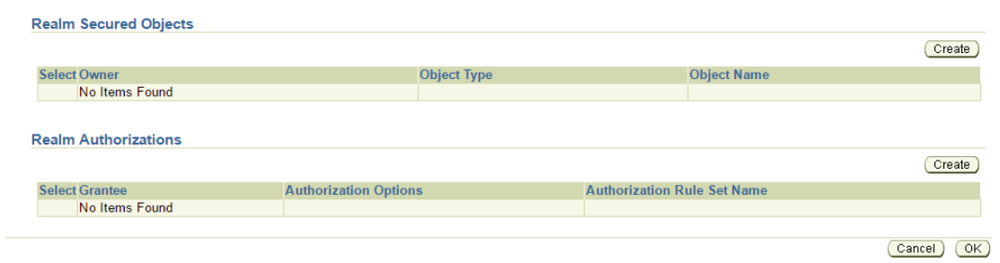 Realm Secured Objects
Create
Select Owner Object Type Object Name
No Items Found
Realm Authorizations
Create
Select Grantee Authorization Options Authorization Rule Set Name
No Items Found
Cancel OK